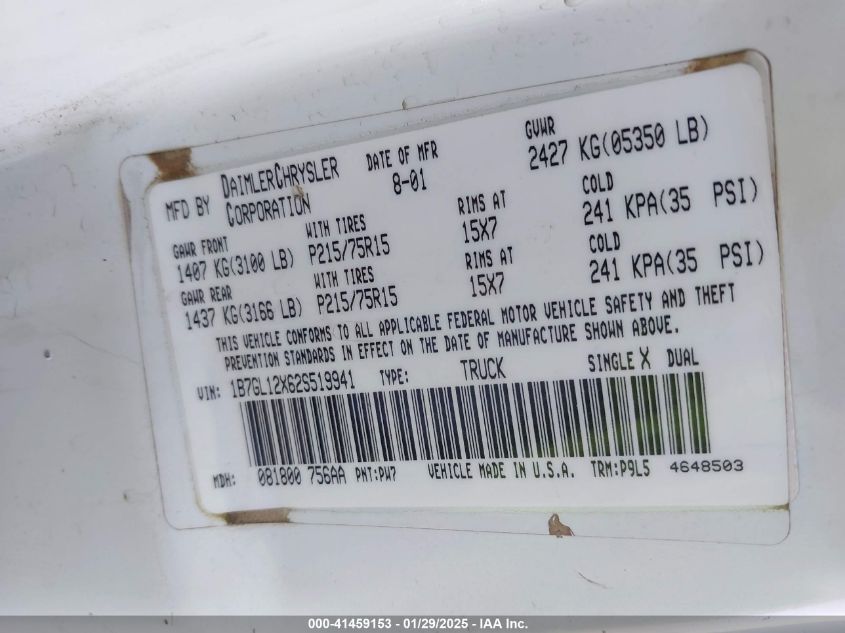 MFD BY DAIMLERCHRYSLER CORPORATION DATE OF MFR 8-01 GVWR 2427 KG(05350 LB)
GAWR FRONT WITH TIRES RIMS AT COLD
1407 KG(3100 LB) P215/75R15 15X7 241 KPA(35 PSI)
GAWR REAR WITH TIRES RIMS AT COLD
1437 KG(3166 LB) P215/75R15 15X7 241 KPA(35 PSI)
THIS VEHICLE CONFORMS TO ALL APPLICABLE FEDERAL MOTOR VEHICLE SAFETY AND THEFT
PREVENTION STANDARDS IN EFFECT ON THE DATE OF MANUFACTURE SHOWN ABOVE.
VIN: 1B7GL12X62S519941 TYPE: TRUCK SINGLE X DUAL
MDH: 081800 756AA PNT:PW7 VEHICLE MADE IN U.S.A. TRM:P9L5 4648503
000-41459153 - 01/29/2025 - IAA Inc.